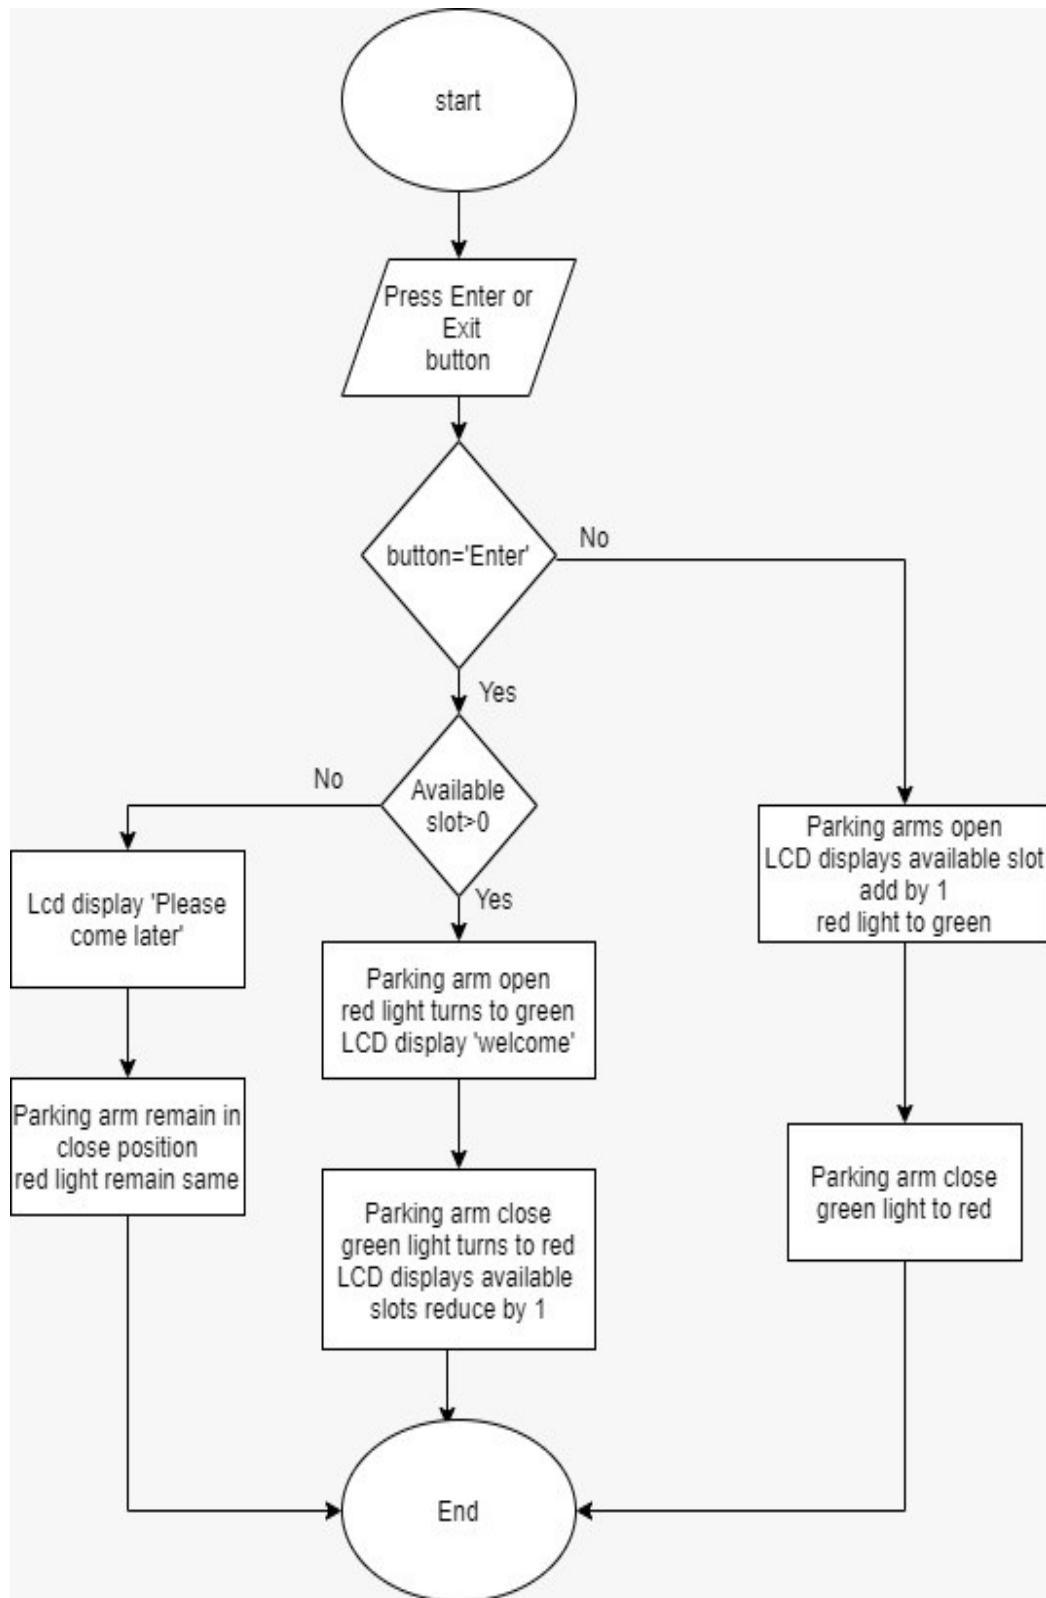 start
Press Enter or
Exit
button
button='Enter'
No
Yes
Available
slot>0
No
Yes
Lcd display 'Please
come later'
Parking arm remain in
close position
red light remain same
Parking arm open
red light turns to green
LCD display 'welcome'
Parking arm close
green light turns to red
LCD displays available
slots reduce by 1
Parking arms open
LCD displays available slot
add by 1
red light to green
Parking arm close
green light to red
End